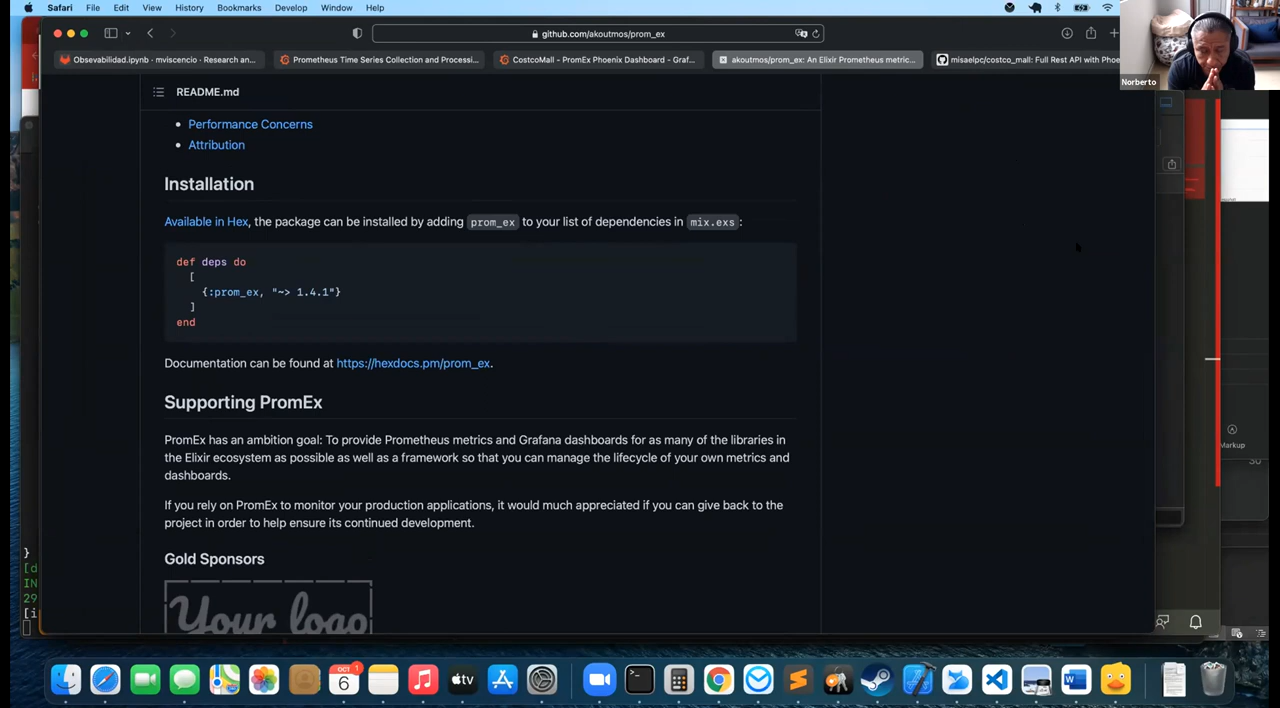 Safari File Edit View History Bookmarks Develop Window Help
github.com/akoutmos/prom_ex
Obsevabilidad.ipynb · mviscencio · Research an...
Prometheus Time Series Collection and Processi...
CostcoMall - PromEx Phoenix Dashboard - Graf...
akoutmos/prom_ex: An Elixir Prometheus metric...
misaelpc/costco_mall: Full Rest API with Phoe
Norberto
README.md
Performance Concerns
Attribution
Installation
Available in Hex, the package can be installed by adding prom_ex to your list of dependencies in mix.exs:
def deps do
[
{:prom_ex, "~> 1.4.1"}
]
end
Documentation can be found at https://hexdocs.pm/prom_ex.
Supporting PromEx
PromEx has an ambition goal: To provide Prometheus metrics and Grafana dashboards for as many of the libraries in
the Elixir ecosystem as possible as well as a framework so that you can manage the lifecycle of your own metrics and
dashboards.
If you rely on PromEx to monitor your production applications, it would much appreciated if you can give back to the
project in order to help ensure its continued development.
Gold Sponsors
Your logo
Markup
30
}
[d
IN
29
[i
OCT
6
1
tv
W